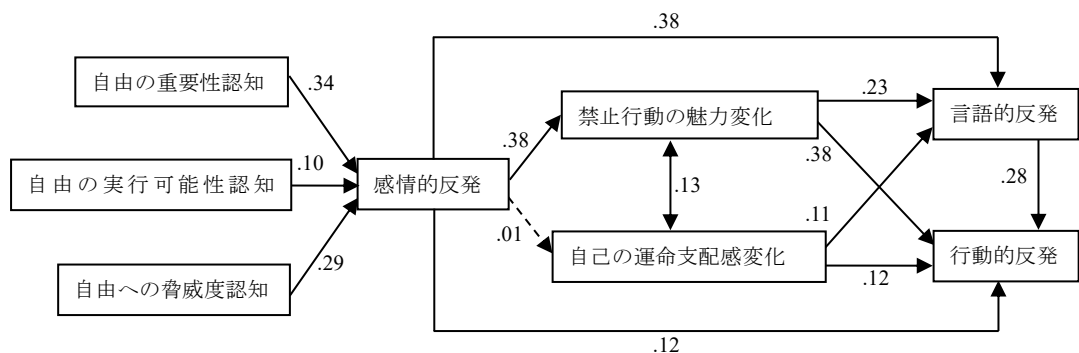 .38
自由の重要性認知
.34
禁止行動の魅力変化
.23
言語的反発
.38
.38
自由の実行可能性認知
.10
感情的反発
.13
.28
.11
.01
自己の運命支配感変化
行動的反発
自由への脅威度認知
.29
.12
.12